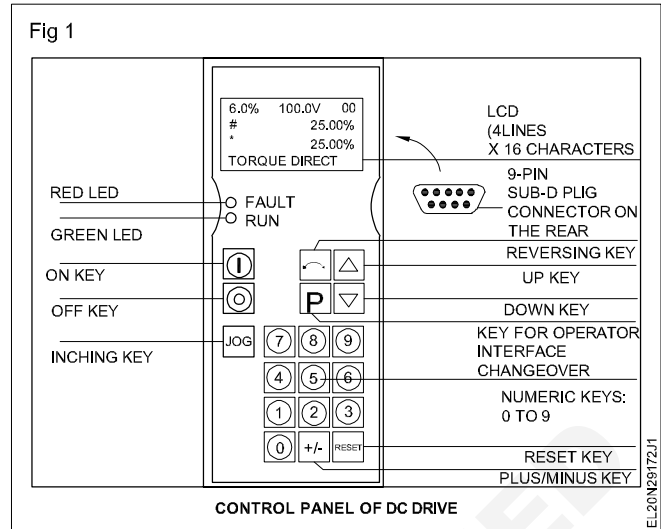 Fig 1
6.0% 100.0V 00
# 25.00%
* 25.00%
TORQUE DIRECT
LCD
(4LINES
X 16 CHARACTERS
9-PIN
SUB-D PLIG
CONNECTOR ON
THE REAR
RED LED
FAULT
RUN
GREEN LED
REVERSING KEY
ON KEY
UP KEY
OFF KEY
P
DOWN KEY
INCHING KEY
JOG
7 8 9
KEY FOR OPERATOR
INTERFACE
CHANGEOVER
4 5 6
NUMERIC KEYS:
0 TO 9
1 2 3
0 +/- RESET
RESET KEY
PLUS/MINUS KEY
CONTROL PANEL OF DC DRIVE
EL20N29172J1